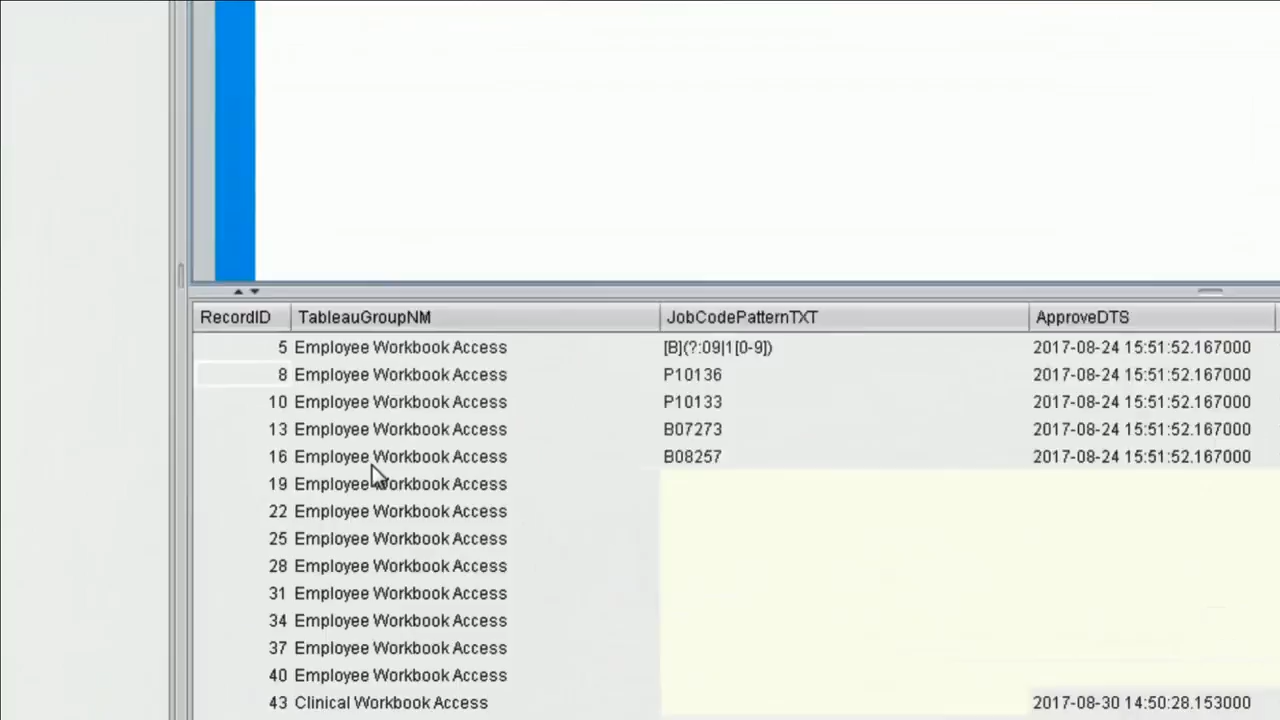 RecordID TableauGroupNM JobCodePatternTXT ApproveDTS
5 Employee Workbook Access [B](?:09|1[0-9]) 2017-08-24 15:51:52.167000
8 Employee Workbook Access P10136 2017-08-24 15:51:52.167000
10 Employee Workbook Access P10133 2017-08-24 15:51:52.167000
13 Employee Workbook Access B07273 2017-08-24 15:51:52.167000
16 Employee Workbook Access B08257 2017-08-24 15:51:52.167000
19 Employee Workbook Access
22 Employee Workbook Access
25 Employee Workbook Access
28 Employee Workbook Access
31 Employee Workbook Access
34 Employee Workbook Access
37 Employee Workbook Access
40 Employee Workbook Access
43 Clinical Workbook Access 2017-08-30 14:50:28.153000